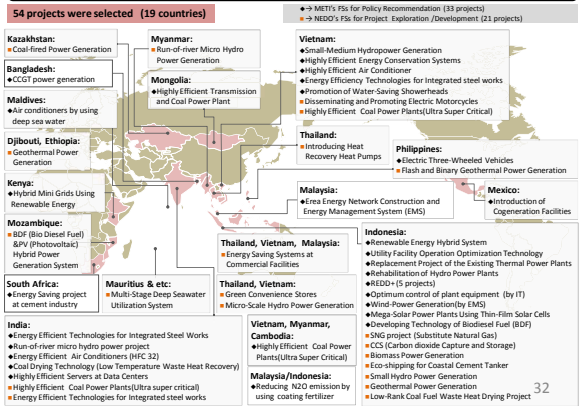 54 projects were selected (19 countries)
◆→ METI's FSs for Policy Recommendation (33 projects)
■→ NEDO's FSs for Project Exploration /Development (21 projects)
Kazakhstan:
■Coal-fired Power Generation
Bangladesh:
◆CCGT power generation
Maldives:
◆Air conditioners by using
deep sea water
Djibouti, Ethiopia:
■Geothermal Power
Generation
Kenya:
◆Hybrid Mini Grids Using
Renewable Energy
Mozambique:
■BDF (Bio Diesel Fuel)
&PV (Photovoltaic)
Hybrid Power
Generation System
South Africa:
◆Energy Saving project
at cement industry
Myanmar:
■Run-of-river Micro Hydro
Power Generation
Mongolia:
◆Highly Efficient Transmission
and Coal Power Plant
Vietnam:
◆Small-Medium Hydropower Generation
◆Highly Efficient Energy Conservation Systems
◆Highly Efficient Air Conditioner
◆Energy Efficiency Technologies for Integrated steel works
◆Promotion of Water-Saving Showerheads
■Disseminating and Promoting Electric Motorcycles
■Highly Efficient Coal Power Plants(Ultra Super Critical)
Thailand:
■Introducing Heat
Recovery Heat Pumps
Philippines:
◆Electric Three-Wheeled Vehicles
■Flash and Binary Geothermal Power Generation
Malaysia:
◆Erea Energy Network Construction and
Energy Management System (EMS)
Mexico:
◆Introduction of
Cogeneration Facilities
Mauritius & etc:
■Multi-Stage Deep Seawater
Utilization System
Thailand, Vietnam, Malaysia:
■Energy Saving Systems at
Commercial Facilities
Thailand, Vietnam:
■Green Convenience Stores
■Micro-Scale Hydro Power Generation
India:
◆Energy Efficient Technologies for Integrated Steel Works
◆Run-of-river micro hydro power project
◆Energy Efficient Air Conditioners (HFC 32)
◆Coal Drying Technology (Low Temperature Waste Heat Recovery)
◆Highly Efficient Servers at Data Centers
■Highly Efficient Coal Power Plants(Ultra super critical)
■Energy Efficient Technologies for Integrated steel works
Vietnam, Myanmar,
Cambodia:
◆Highly Efficient Coal Power
Plants(Ultra Super Critical)
Malaysia/Indonesia:
◆Reducing N2O emission by
using coating fertilizer
Indonesia:
◆Renewable Energy Hybrid System
◆Utility Facility Operation Optimization Technology
◆Replacement Project of the Existing Thermal Power Plants
◆Rehabilitation of Hydro Power Plants
◆REDD+(5 projects)
◆Optimum control of plant equipment (by IT)
◆Wind-Power Generation(by EMS)
◆Mega-Solar Power Plants Using Thin-Film Solar Cells
◆Developing Technology of Biodiesel Fuel (BDF)
■SNG project (Substitute Natural Gas)
■CCS (Carbon dioxide Capture and Storage)
■Biomass Power Generation
■Eco-shipping for Coastal Cement Tanker
■Small Hydro Power Generation
■Geothermal Power Generation
■Low-Rank Coal Fuel Waste Heat Drying Project
32